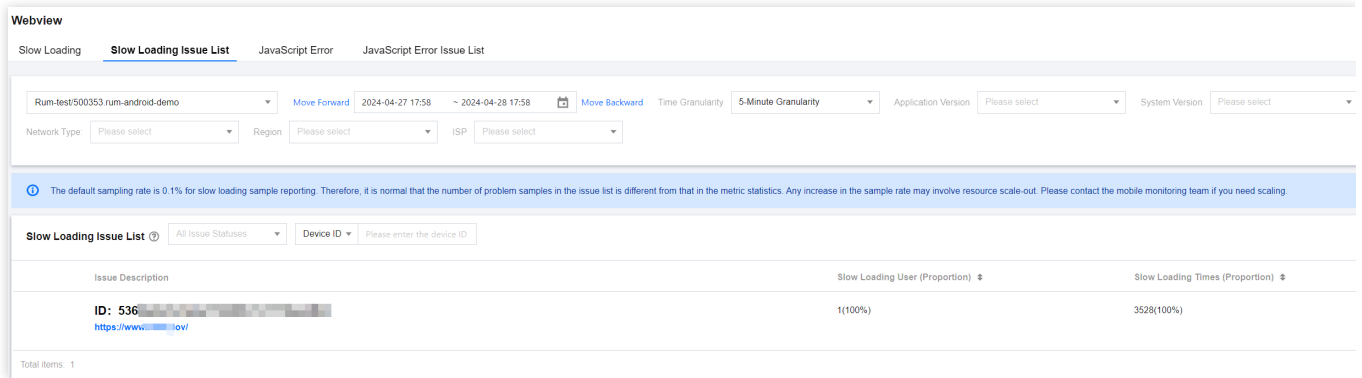 Webview
Slow Loading Slow Loading Issue List JavaScript Error JavaScript Error Issue List
Rum-test/500353.rum-android-demo Move Forward 2024-04-27 17:58 ~ 2024-04-28 17:58 Move Backward Time Granularity 5-Minute Granularity Application Version Please select System Version Please select
Network Type Please select Region Please select ISP Please select
The default sampling rate is 0.1% for slow loading sample reporting. Therefore, it is normal that the number of problem samples in the issue list is different from that in the metric statistics. Any increase in the sample rate may involve resource scale-out. Please contact the mobile monitoring team if you need scaling.
Slow Loading Issue List All Issue Statuses Device ID Please enter the device ID
Issue Description Slow Loading User (Proportion) Slow Loading Times (Proportion)
ID: 536 1(100%) 3528(100%)
https://www. ov/
Total items: 1